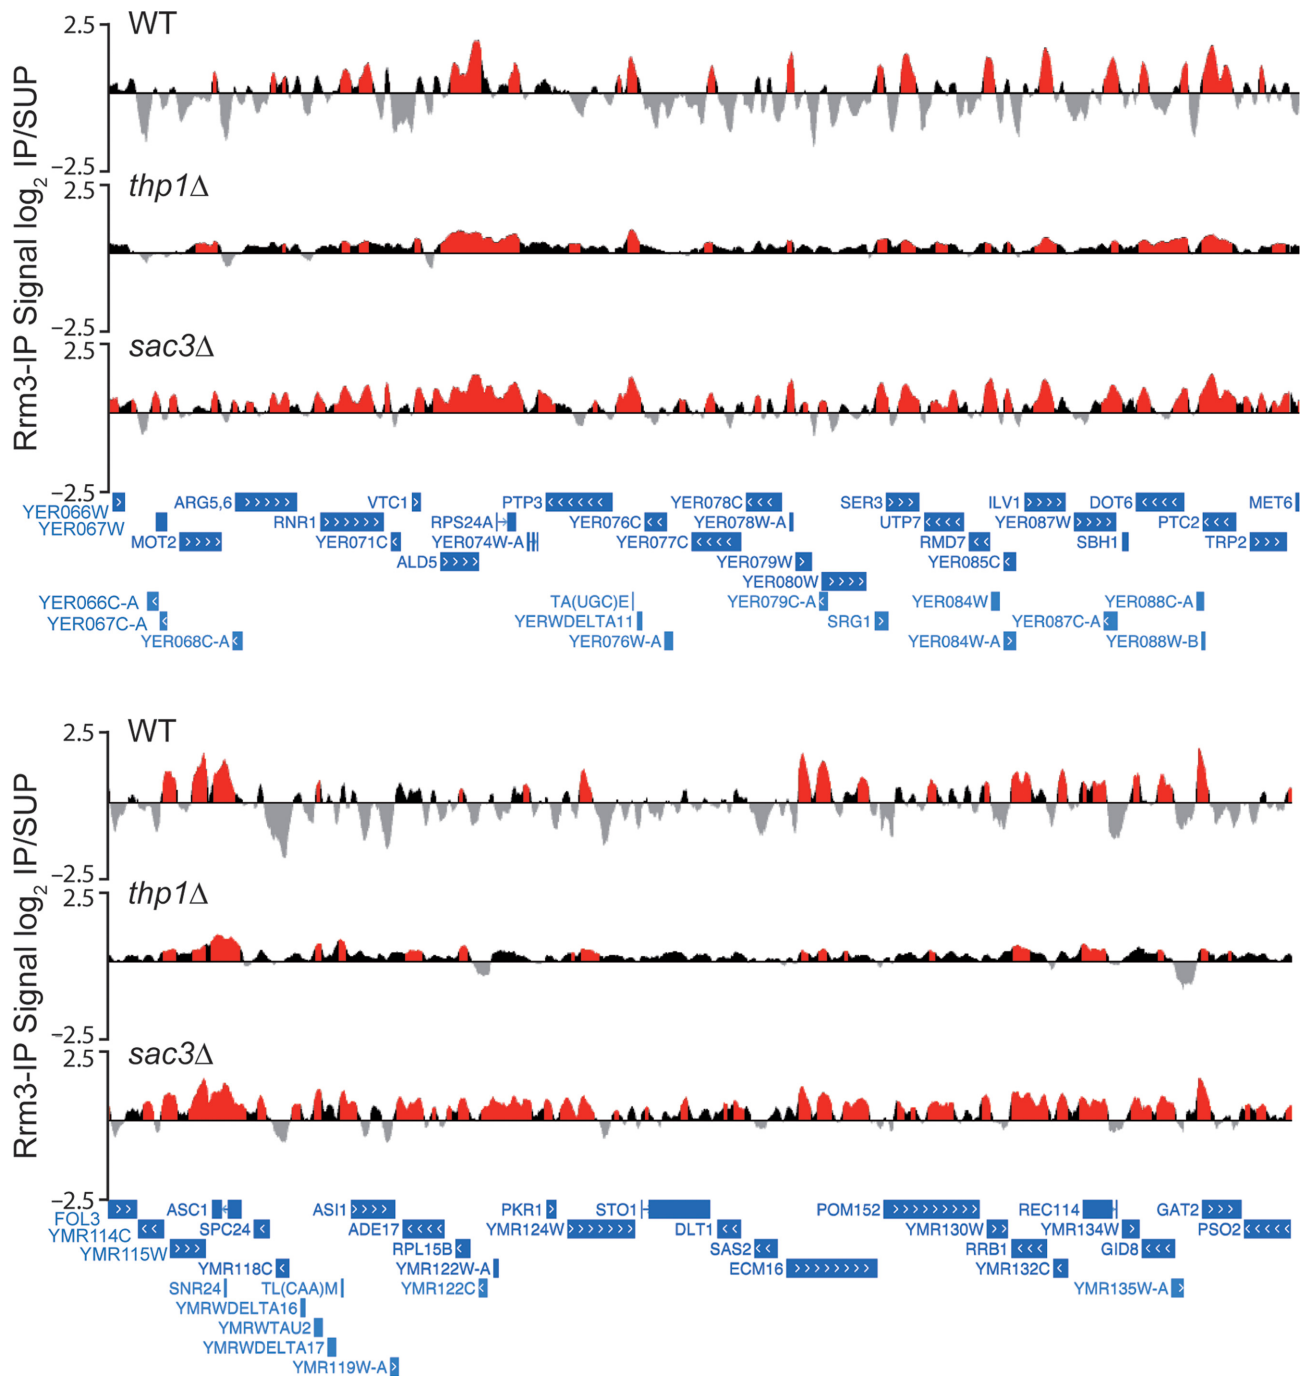 Rrm3-IP Signal log2 IP/SUP
2.5
WT
−2.5
2.5
thp1Δ
−2.5
2.5
sac3Δ
−2.5
ARG5,6 VTC1 PTP3 YER078C SER3 ILV1 DOT6 MET6
YER066W
YER067W RNR1 RPS24A YER076C YER078W-A UTP7 YER087W PTC2
MOT2 YER071C YER074W-A YER077C RMD7 SBH1 TRP2
ALD5 YER079W YER085C
YER080W
YER066C-A TA(UGC)E YER079C-A YER084W YER088C-A
YER067C-A YERWDELTA11 SRG1 YER087C-A
YER068C-A YER076W-A YER084W-A YER088W-B
Rrm3-IP Signal log2 IP/SUP
2.5
WT
−2.5
2.5
thp1Δ
−2.5
2.5
sac3Δ
−2.5
FOL3 ASC1 ASI1 PKR1 STO1 POM152 REC114 GAT2
YMR114C SPC24 ADE17 YMR124W DLT1 YMR130W YMR134W PSO2
YMR115W RPL15B SAS2 RRB1 GID8
YMR118C YMR122W-A ECM16 YMR132C
SNR24 TL(CAA)M YMR122C YMR135W-A
YMRWDELTA16
YMRWTAU2
YMRWDELTA17
YMR119W-A